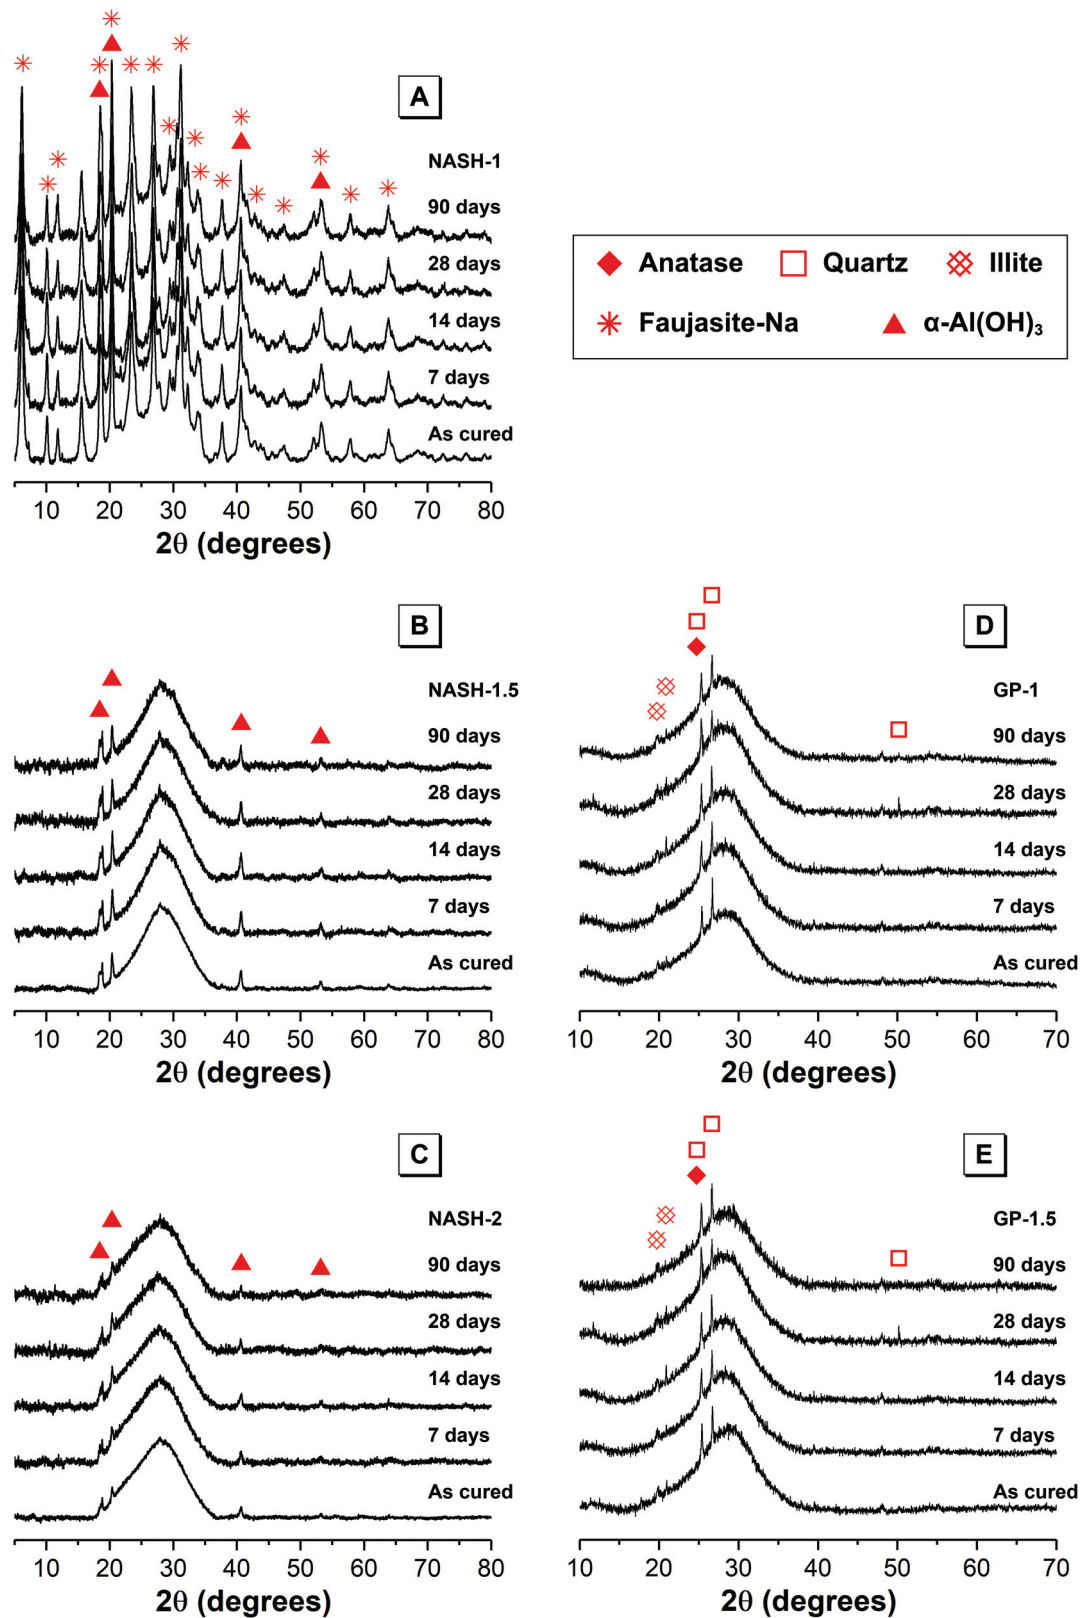 A
NASH-1
90 days
28 days
14 days
7 days
As cured
10 20 30 40 50 60 70 80
2θ (degrees)
Anatase Quartz Illite
Faujasite-Na α-Al(OH)₃
B
NASH-1.5
90 days
28 days
14 days
7 days
As cured
10 20 30 40 50 60 70 80
2θ (degrees)
D
GP-1
90 days
28 days
14 days
7 days
As cured
10 20 30 40 50 60 70
2θ (degrees)
C
NASH-2
90 days
28 days
14 days
7 days
As cured
10 20 30 40 50 60 70 80
2θ (degrees)
E
GP-1.5
90 days
28 days
14 days
7 days
As cured
10 20 30 40 50 60 70
2θ (degrees)